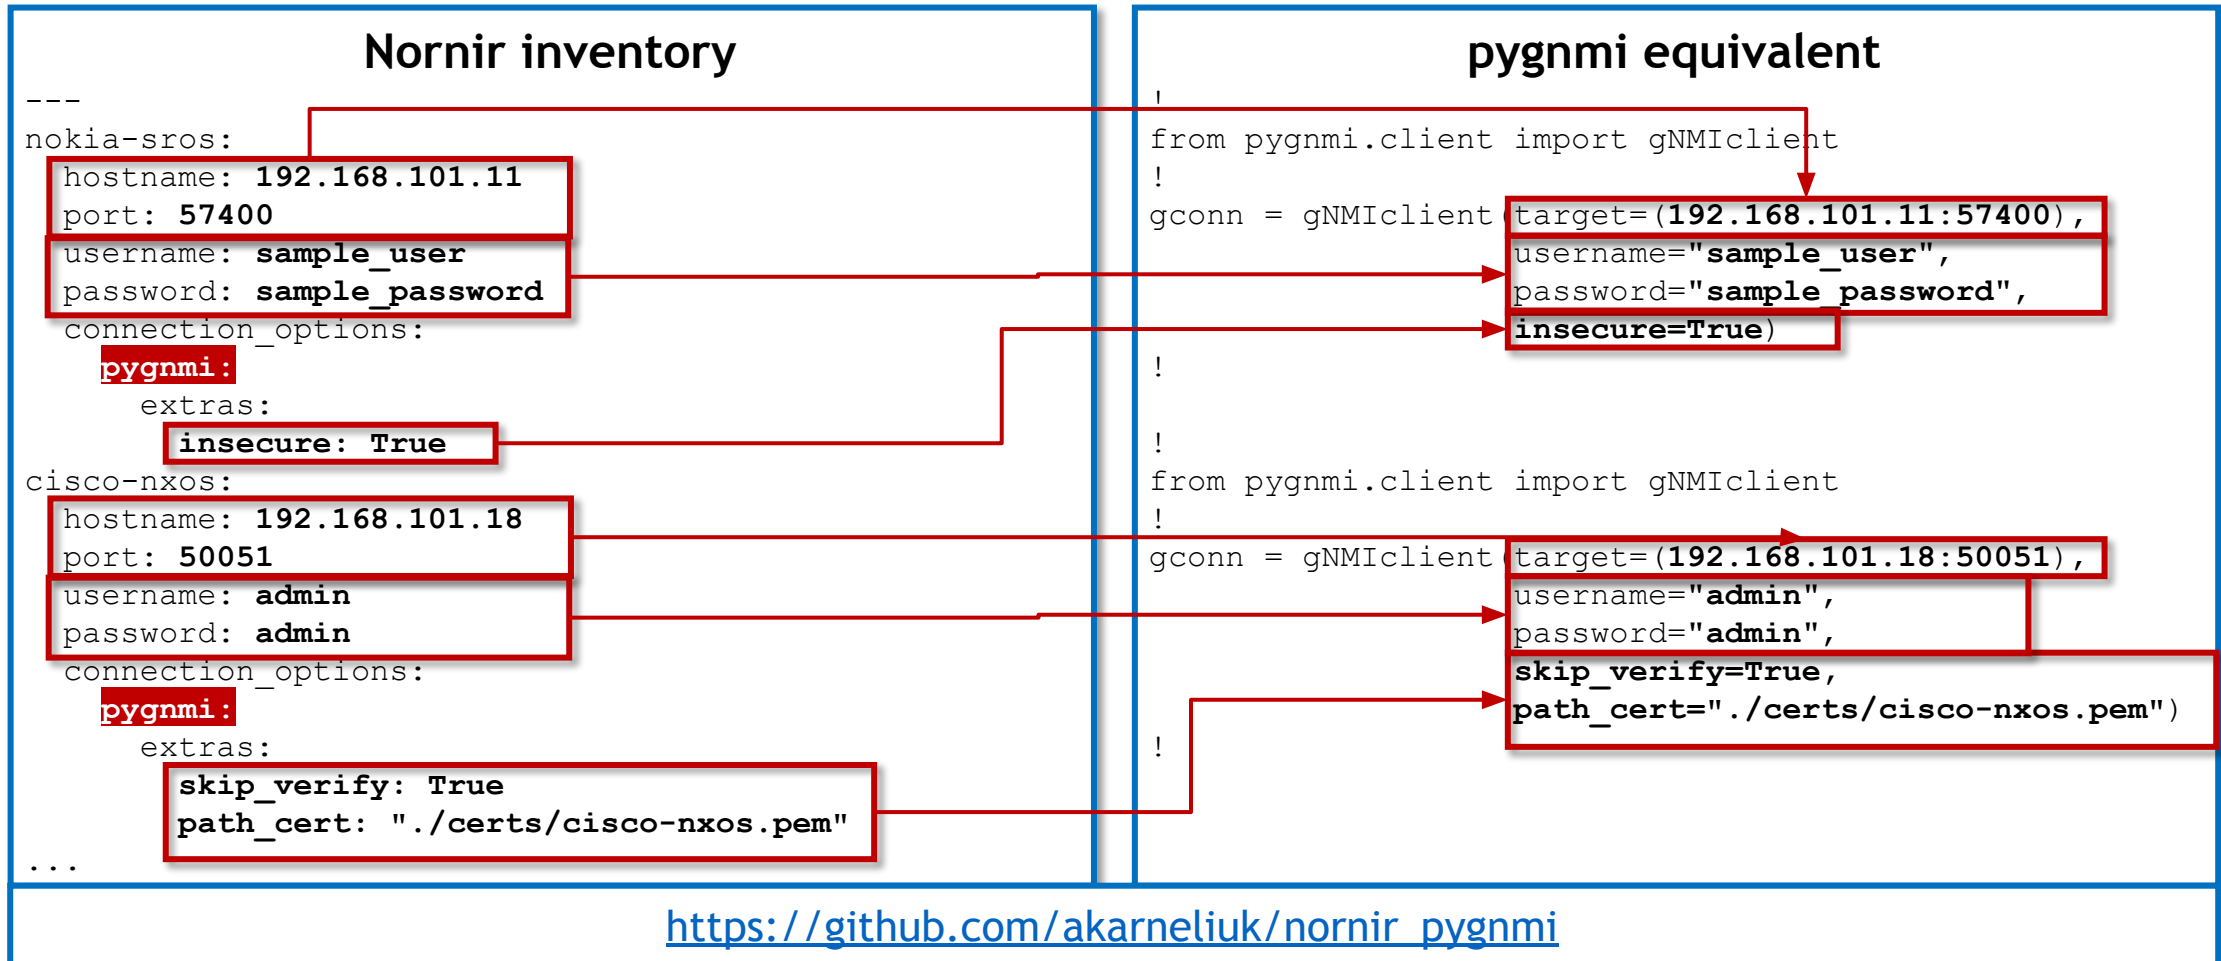 Nornir inventory
---
nokia-sros:
  hostname: 192.168.101.11
  port: 57400
  username: sample_user
  password: sample_password
  connection_options:
    pygnmi:
      extras:
        insecure: True
cisco-nxos:
  hostname: 192.168.101.18
  port: 50051
  username: admin
  password: admin
  connection_options:
    pygnmi:
      extras:
        skip_verify: True
        path_cert: "./certs/cisco-nxos.pem"
...
pygnmi equivalent
!
from pygnmi.client import gNMIclient
!
gconn = gNMIclient(target=(192.168.101.11:57400),
                   username="sample_user",
                   password="sample_password",
                   insecure=True)
!
!
from pygnmi.client import gNMIclient
!
gconn = gNMIclient(target=(192.168.101.18:50051),
                   username="admin",
                   password="admin",
                   skip_verify=True,
                   path_cert="./certs/cisco-nxos.pem")
!
https://github.com/akarneliuk/nornir_pygnmi